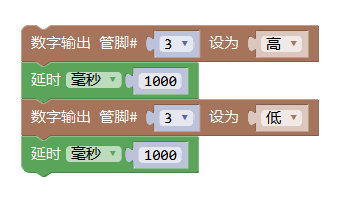 数字输出 管脚# 3 设为 高
延时 毫秒 1000
数字输出 管脚# 3 设为 低
延时 毫秒 1000